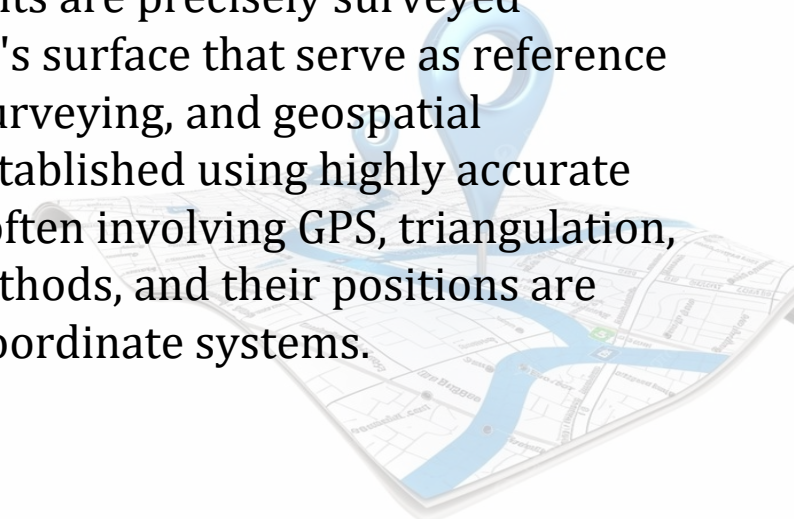 nts are precisely surveyed
's surface that serve as reference
urveying, and geospatial
tablished using highly accurate
often involving GPS, triangulation,
thods, and their positions are
oordinate systems.